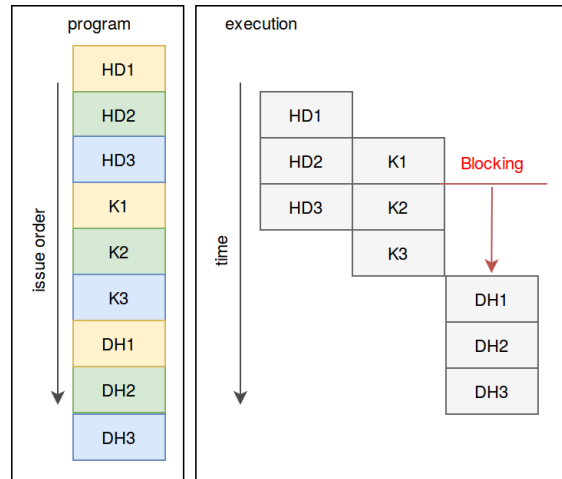 program
issue order
HD1
HD2
HD3
K1
K2
K3
DH1
DH2
DH3
execution
time
HD1
HD2 K1 Blocking
HD3 K2
K3
DH1
DH2
DH3